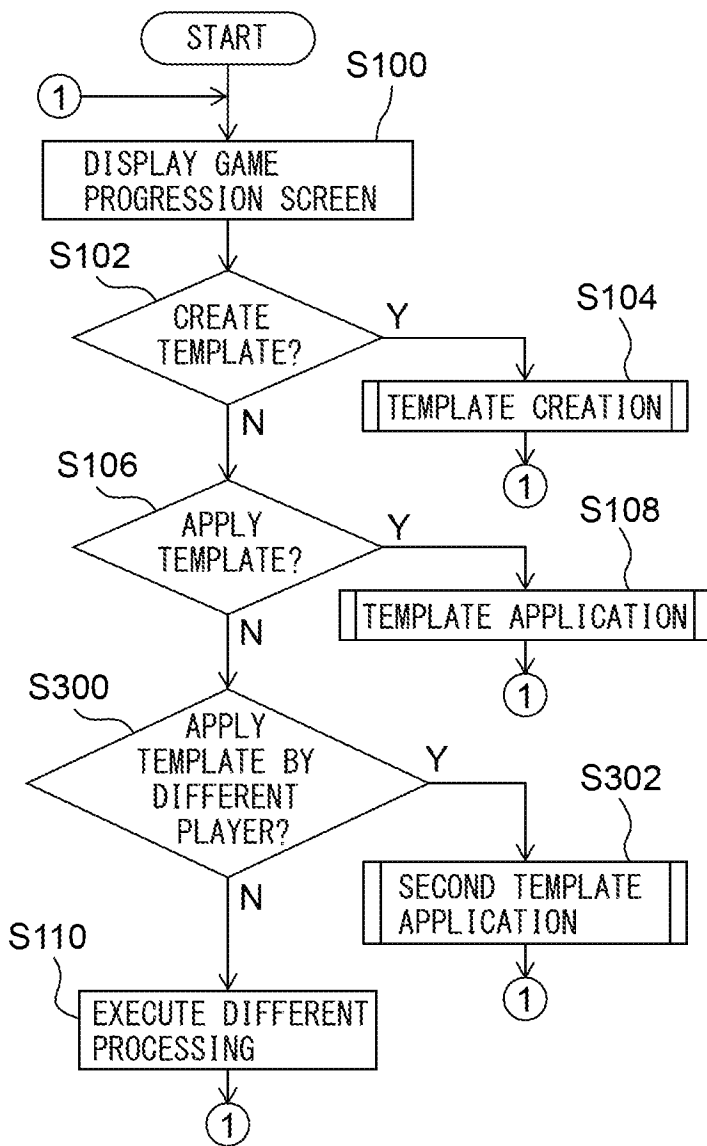 START
S100
1
DISPLAY GAME
PROGRESSION SCREEN
S102
CREATE
TEMPLATE?
Y
S104
TEMPLATE CREATION
N
1
S106
APPLY
TEMPLATE?
Y
S108
TEMPLATE APPLICATION
N
1
S300
APPLY
TEMPLATE BY
DIFFERENT
PLAYER?
Y
S302
SECOND TEMPLATE
APPLICATION
N
1
S110
EXECUTE DIFFERENT
PROCESSING
1